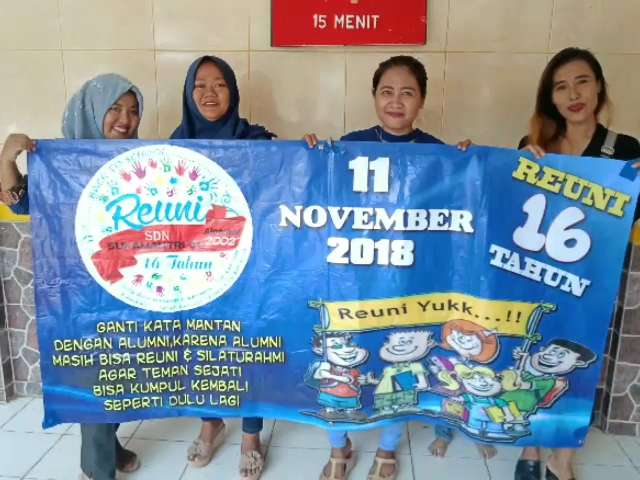 15 MENIT
Reuni
SDN
2002
16 Tahun
GANTI KATA MANTAN
DENGAN ALUMNI,KARENA ALUMNI
MASIH BISA REUNI & SILATURAHMI
AGAR TEMAN SEJATI
BISA KUMPUL KEMBALI
SEPERTI DULU LAGI
11
NOVEMBER
2018
REUNI
16
TAHUN
Reuni Yukk...!!